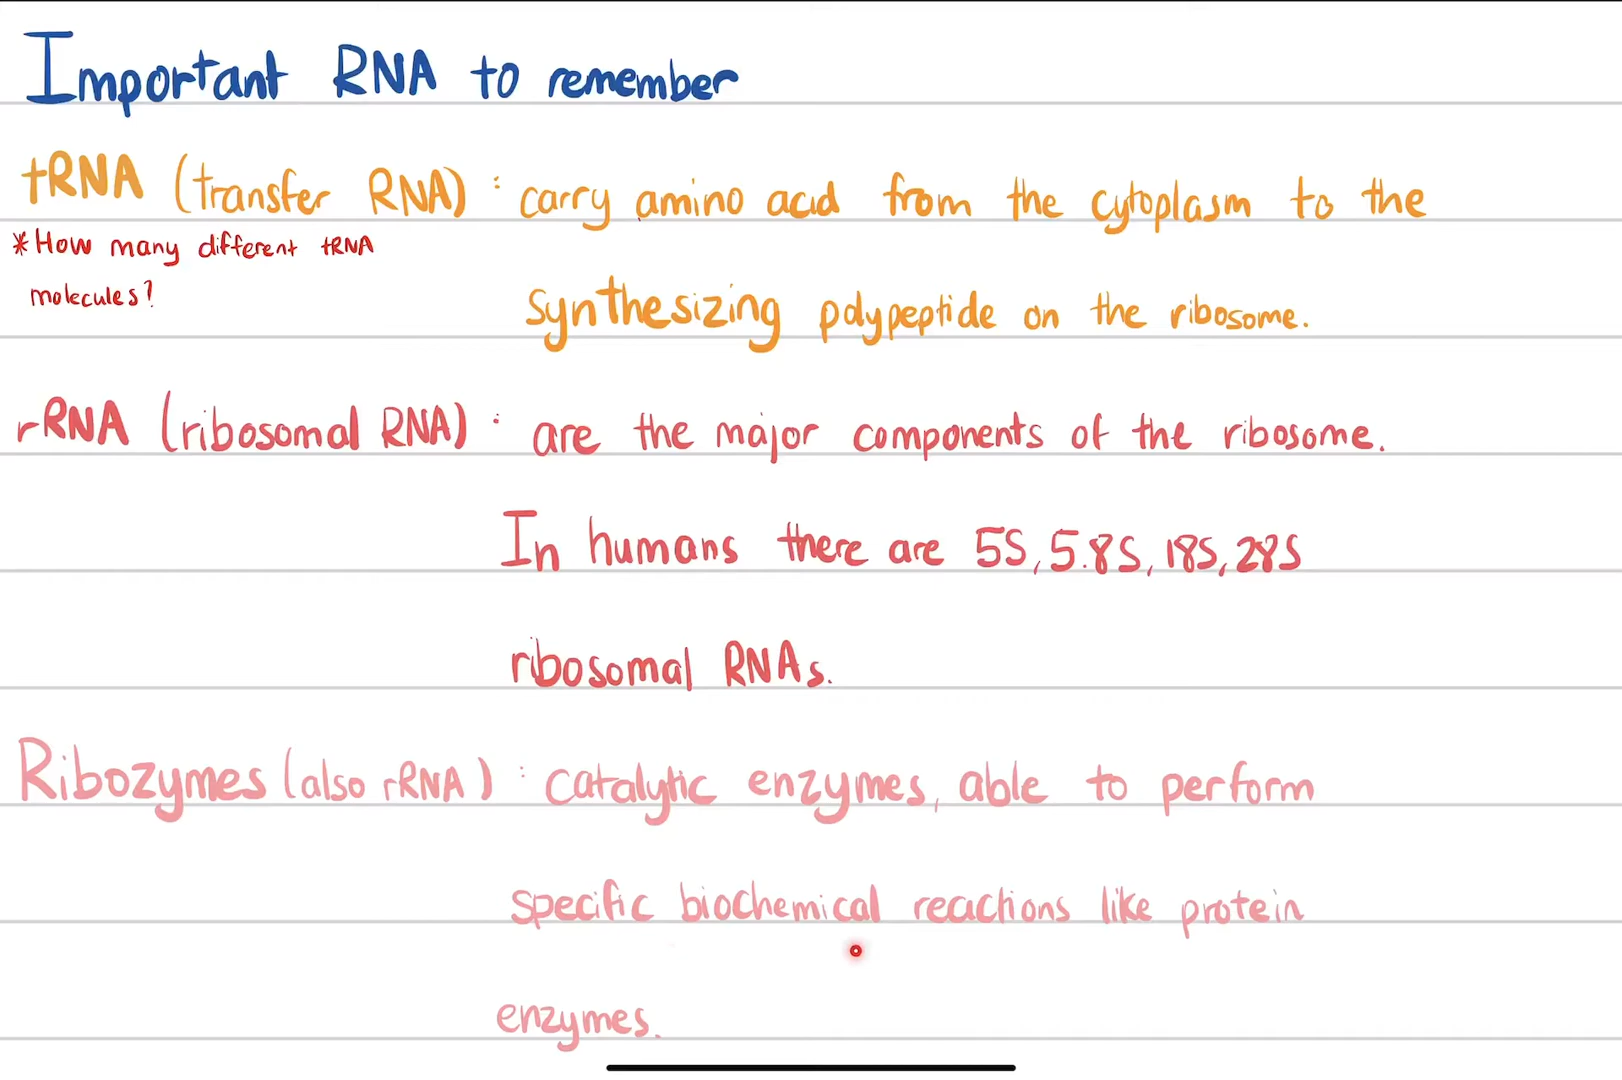 Important RNA to remember
tRNA (transfer RNA) : carry amino acid from the cytoplasm to the
*How many different tRNA
molecules?
synthesizing polypeptide on the ribosome.
rRNA (ribosomal RNA) : are the major components of the ribosome.
In humans there are 5S, 5.8S, 18S, 28S
ribosomal RNAs.
Ribozymes (also rRNA) : catalytic enzymes, able to perform
specific biochemical reactions like protein
enzymes.